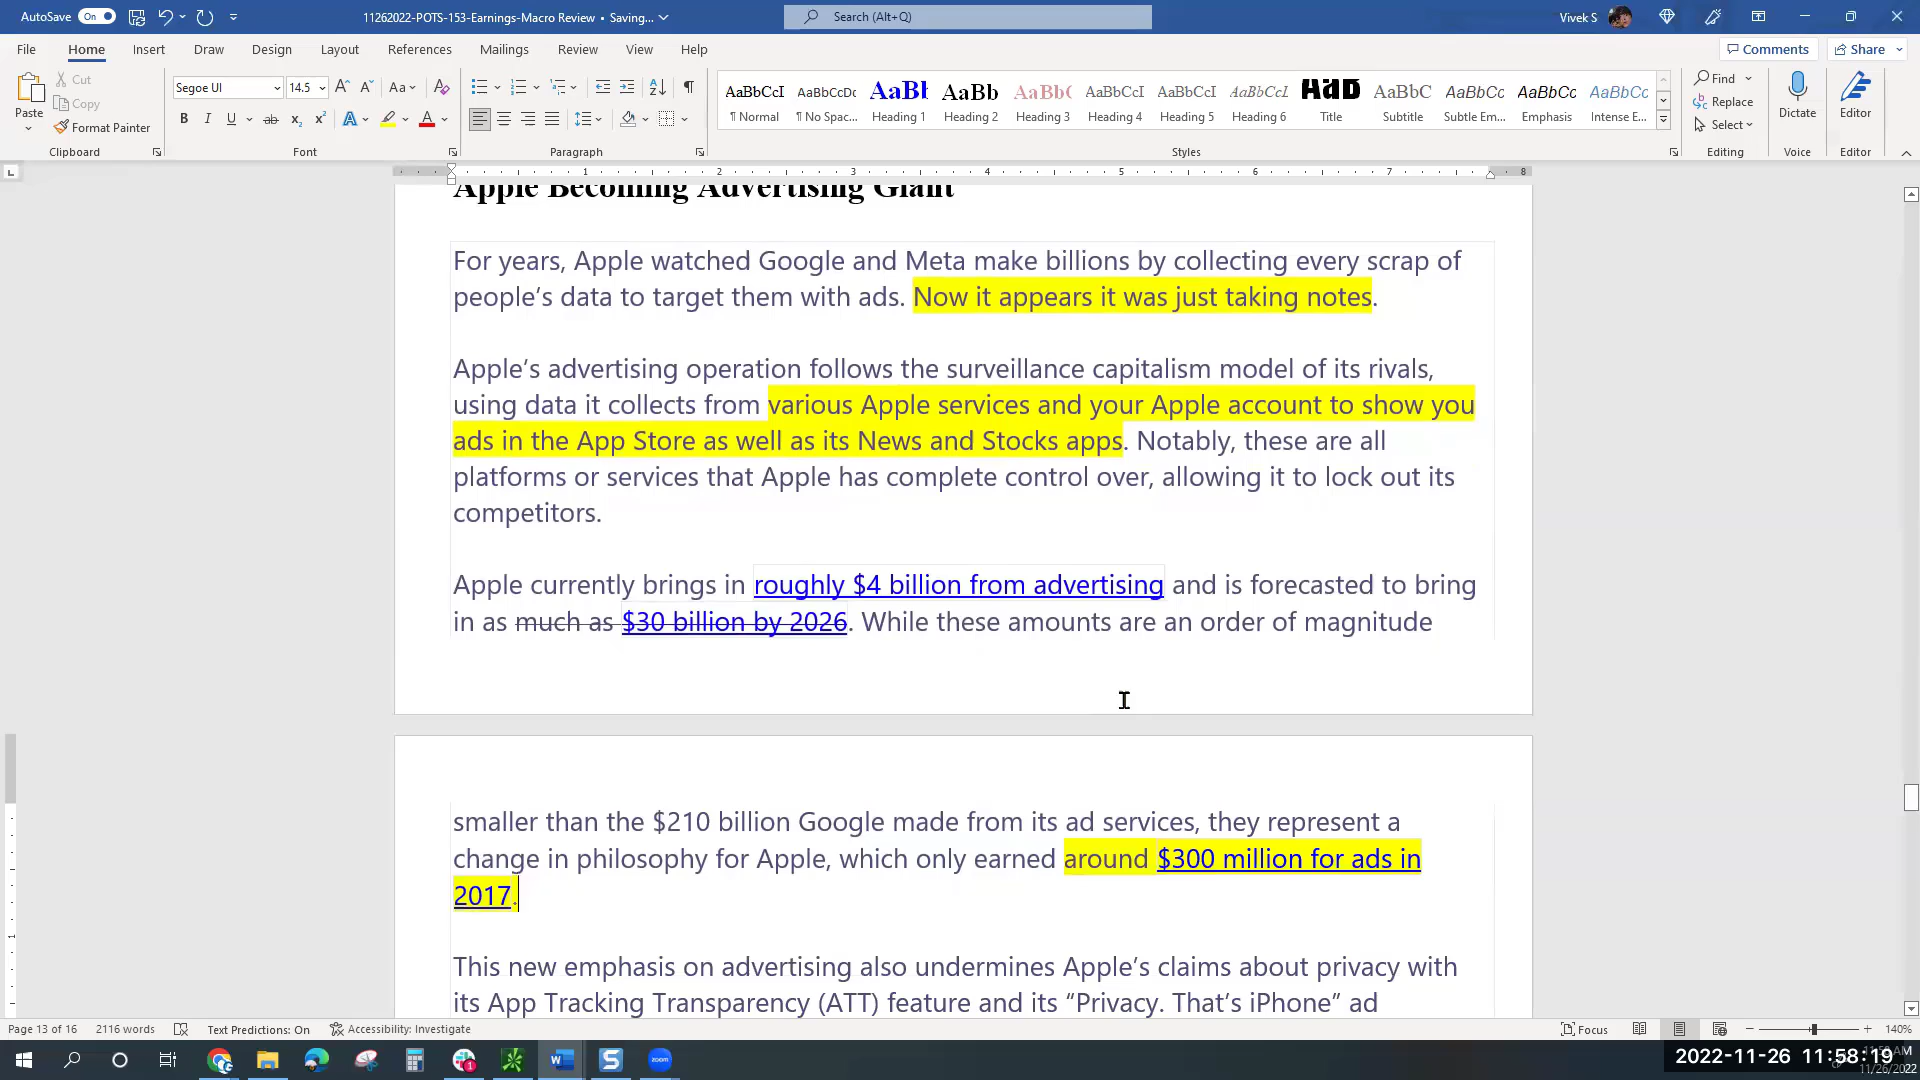 AutoSave On 11262022-POTS-153-Earnings-Macro Review • Saving... Search (Alt+Q) Vivek S
File Home Insert Draw Design Layout References Mailings Review View Help Comments Share
Cut
Copy
Format Painter
Paste
Segoe UI 14.5
Clipboard Font Paragraph Styles Editing Voice Editor
AaBbCcI AaBbCcDc AaBb AaBb AaBb( AaBbCcI AaBbCcI AaBbCcI AaB AaBbC AaBbCc AaBbCc AaBbCc
Normal No Spac... Heading 1 Heading 2 Heading 3 Heading 4 Heading 5 Heading 6 Title Subtitle Subtle Em... Emphasis Intense E...
Find
Replace
Select
Dictate Editor
1 2 3 4 5 6 7 8
Apple Becoming Advertising Giant
For years, Apple watched Google and Meta make billions by collecting every scrap of
people’s data to target them with ads. Now it appears it was just taking notes.
Apple’s advertising operation follows the surveillance capitalism model of its rivals,
using data it collects from various Apple services and your Apple account to show you
ads in the App Store as well as its News and Stocks apps. Notably, these are all
platforms or services that Apple has complete control over, allowing it to lock out its
competitors.
Apple currently brings in roughly $4 billion from advertising and is forecasted to bring
in as much as $30 billion by 2026. While these amounts are an order of magnitude
smaller than the $210 billion Google made from its ad services, they represent a
change in philosophy for Apple, which only earned around $300 million for ads in
2017.
This new emphasis on advertising also undermines Apple’s claims about privacy with
its App Tracking Transparency (ATT) feature and its “Privacy. That’s iPhone” ad
Page 13 of 16 2116 words Text Predictions: On Accessibility: Investigate Focus 140%
2022-11-26 11:58:19
11/26/2022